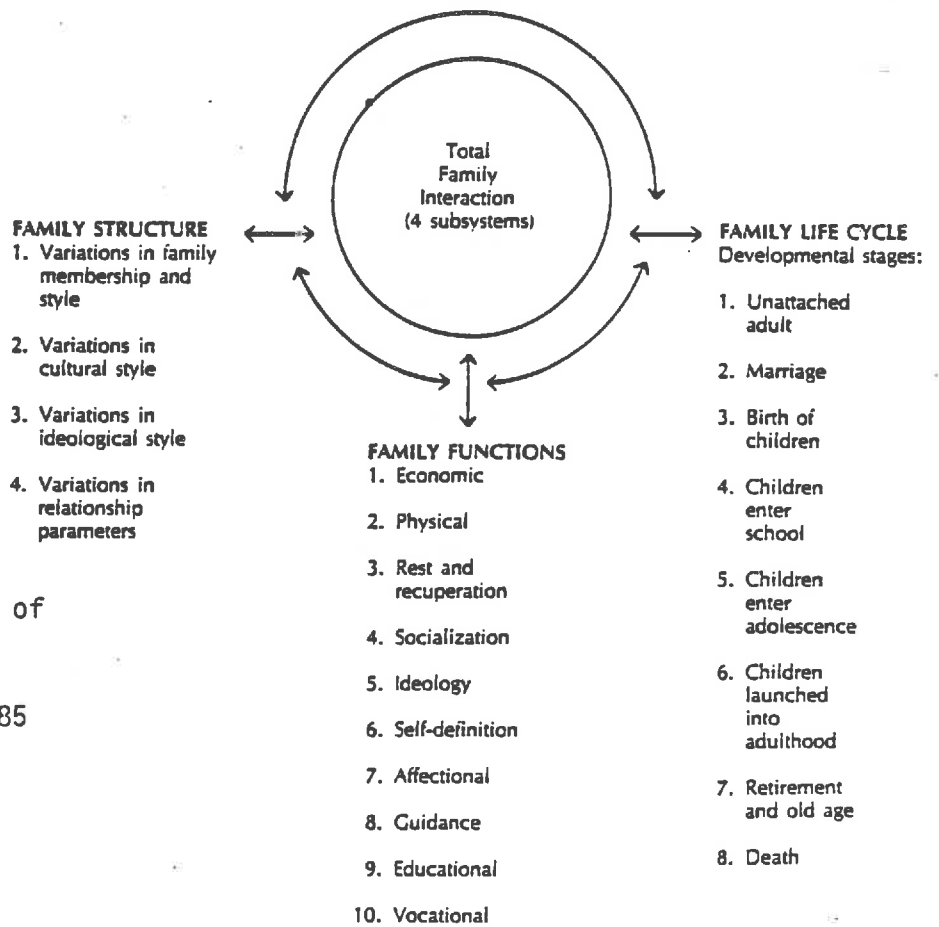 Total
Family
Interaction
(4 subsystems)
FAMILY STRUCTURE
1. Variations in family
membership and
style
2. Variations in
cultural style
3. Variations in
ideological style
4. Variations in
relationship
parameters
of
85
FAMILY FUNCTIONS
1. Economic
2. Physical
3. Rest and
recuperation
4. Socialization
5. Ideology
6. Self-definition
7. Affectional
8. Guidance
9. Educational
10. Vocational
FAMILY LIFE CYCLE
Developmental stages:
1. Unattached
adult
2. Marriage
3. Birth of
children
4. Children
enter
school
5. Children
enter
adolescence
6. Children
launched
into
adulthood
7. Retirement
and old age
8. Death